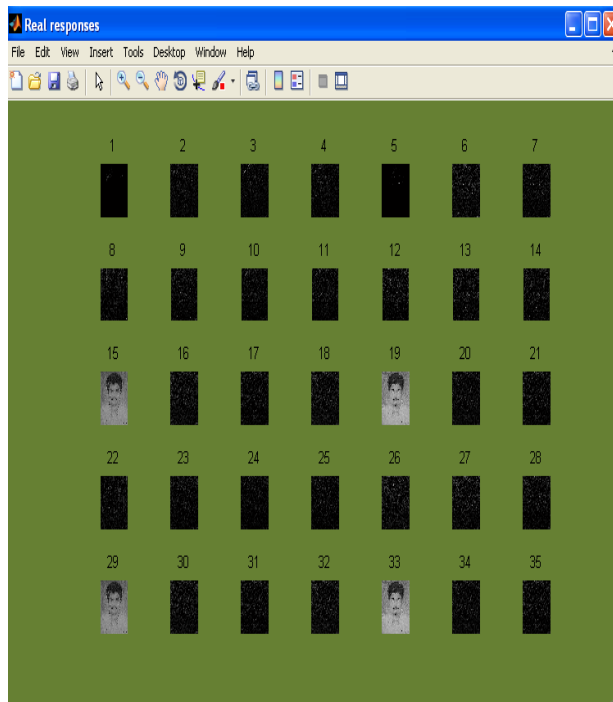 Real responses
File Edit View Insert Tools Desktop Window Help
1 2 3 4 5 6 7
8 9 10 11 12 13 14
15 16 17 18 19 20 21
22 23 24 25 26 27 28
29 30 31 32 33 34 35